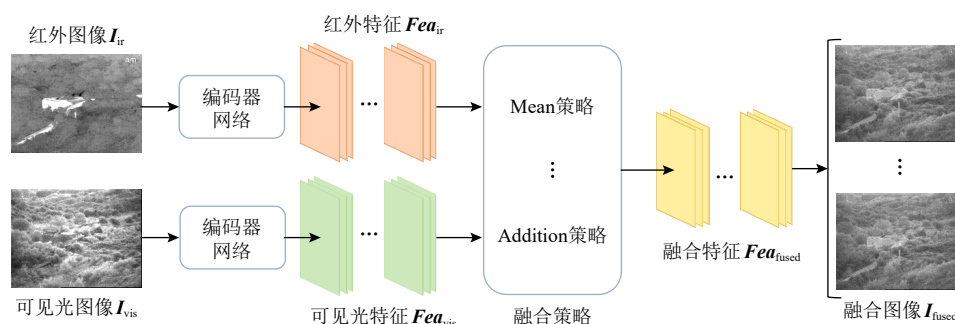 红外图像 I_ir
红外特征 Fea_ir
编码器
网络
...
...
Mean策略
⋮
Addition策略
融合策略
编码器
网络
...
...
可见光图像 I_vis
可见光特征 Fea_vis
...
融合特征 Fea_fused
⋮
融合图像 I_fused